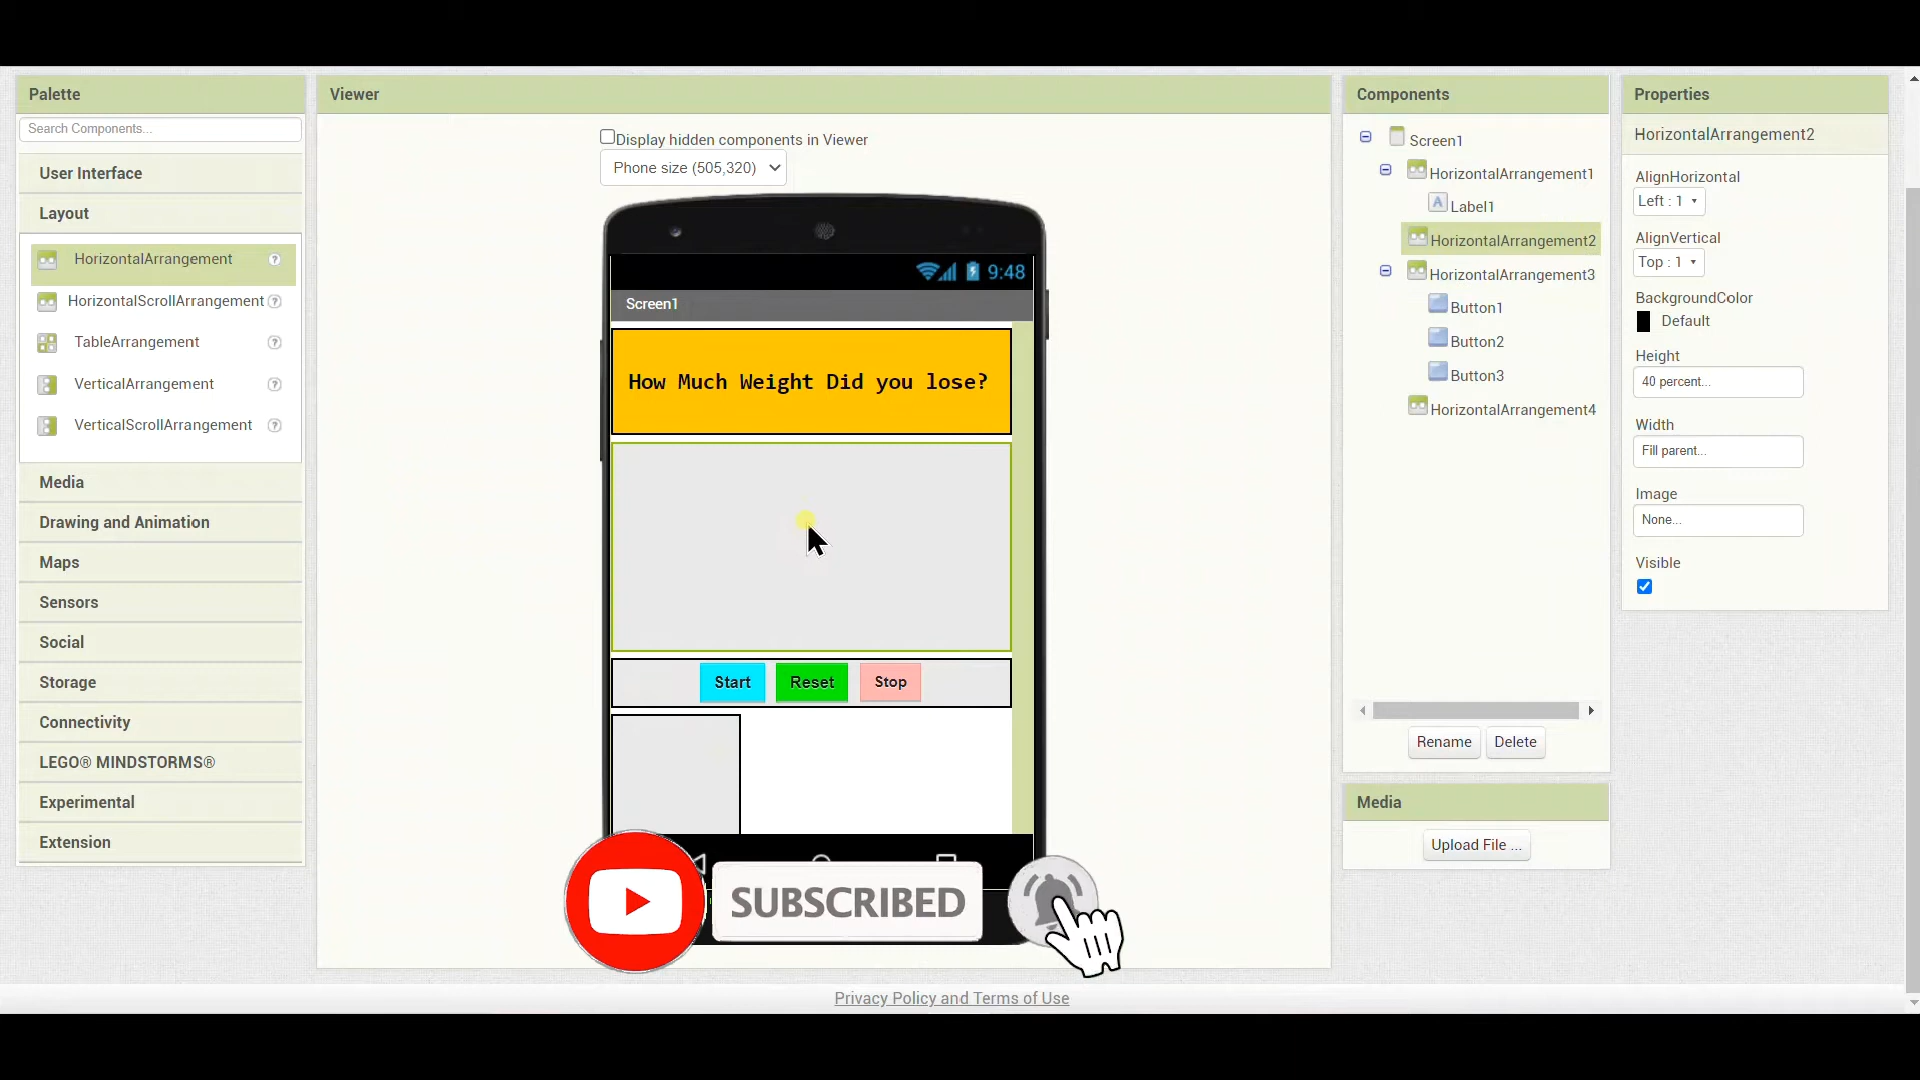 Palette
Search Components...
User Interface
Layout
HorizontalArrangement ?
HorizontalScrollArrangement ?
TableArrangement ?
VerticalArrangement ?
VerticalScrollArrangement ?
Media
Drawing and Animation
Maps
Sensors
Social
Storage
Connectivity
LEGO® MINDSTORMS®
Experimental
Extension
Viewer
Display hidden components in Viewer
Phone size (505,320)
9:48
Screen1
How Much Weight Did you lose?
Start Reset Stop
SUBSCRIBED
Components
Screen1
HorizontalArrangement1
A Label1
HorizontalArrangement2
HorizontalArrangement3
Button1
Button2
Button3
HorizontalArrangement4
Rename Delete
Media
Upload File ...
Properties
HorizontalArrangement2
AlignHorizontal
Left : 1
AlignVertical
Top : 1
BackgroundColor
Default
Height
40 percent...
Width
Fill parent...
Image
None...
Visible
Privacy Policy and Terms of Use